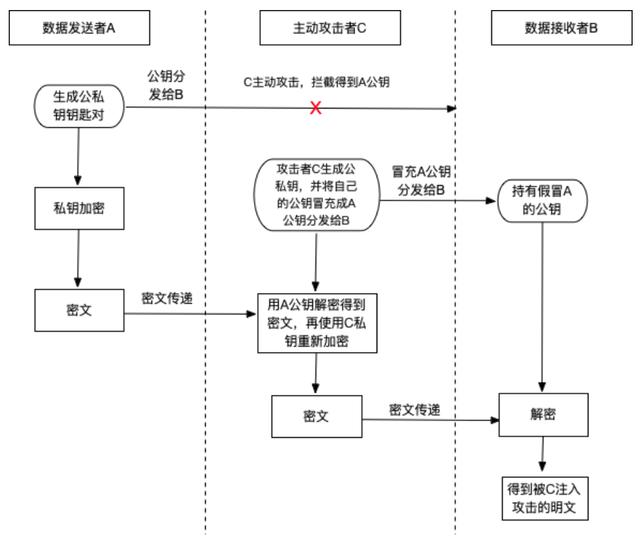 数据发送者A
主动攻击者C
数据接收者B
公钥分
发给B
C主动攻击，拦截得到A公钥
生成公私
钥钥匙对
X
攻击者C生成公
私钥，并将自己
的公钥冒充成A
公钥分发给B
冒充A公钥
分发给B
持有假冒A
的公钥
私钥加密
密文
密文传递
用A公钥解密得到
密文，再使用C私
钥重新加密
密文
密文传递
解密
得到被C注入
攻击的明文